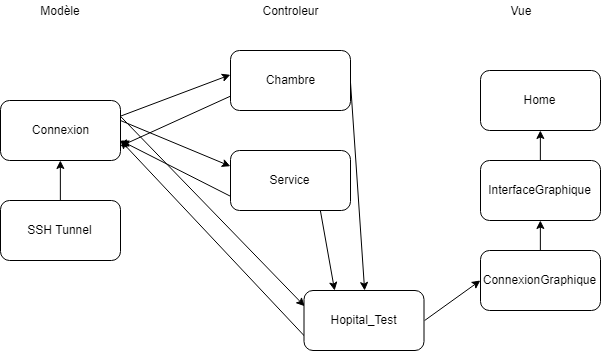 Modèle
Controleur
Vue
Chambre
Home
Connexion
Service
InterfaceGraphique
SSH Tunnel
ConnexionGraphique
Hopital_Test